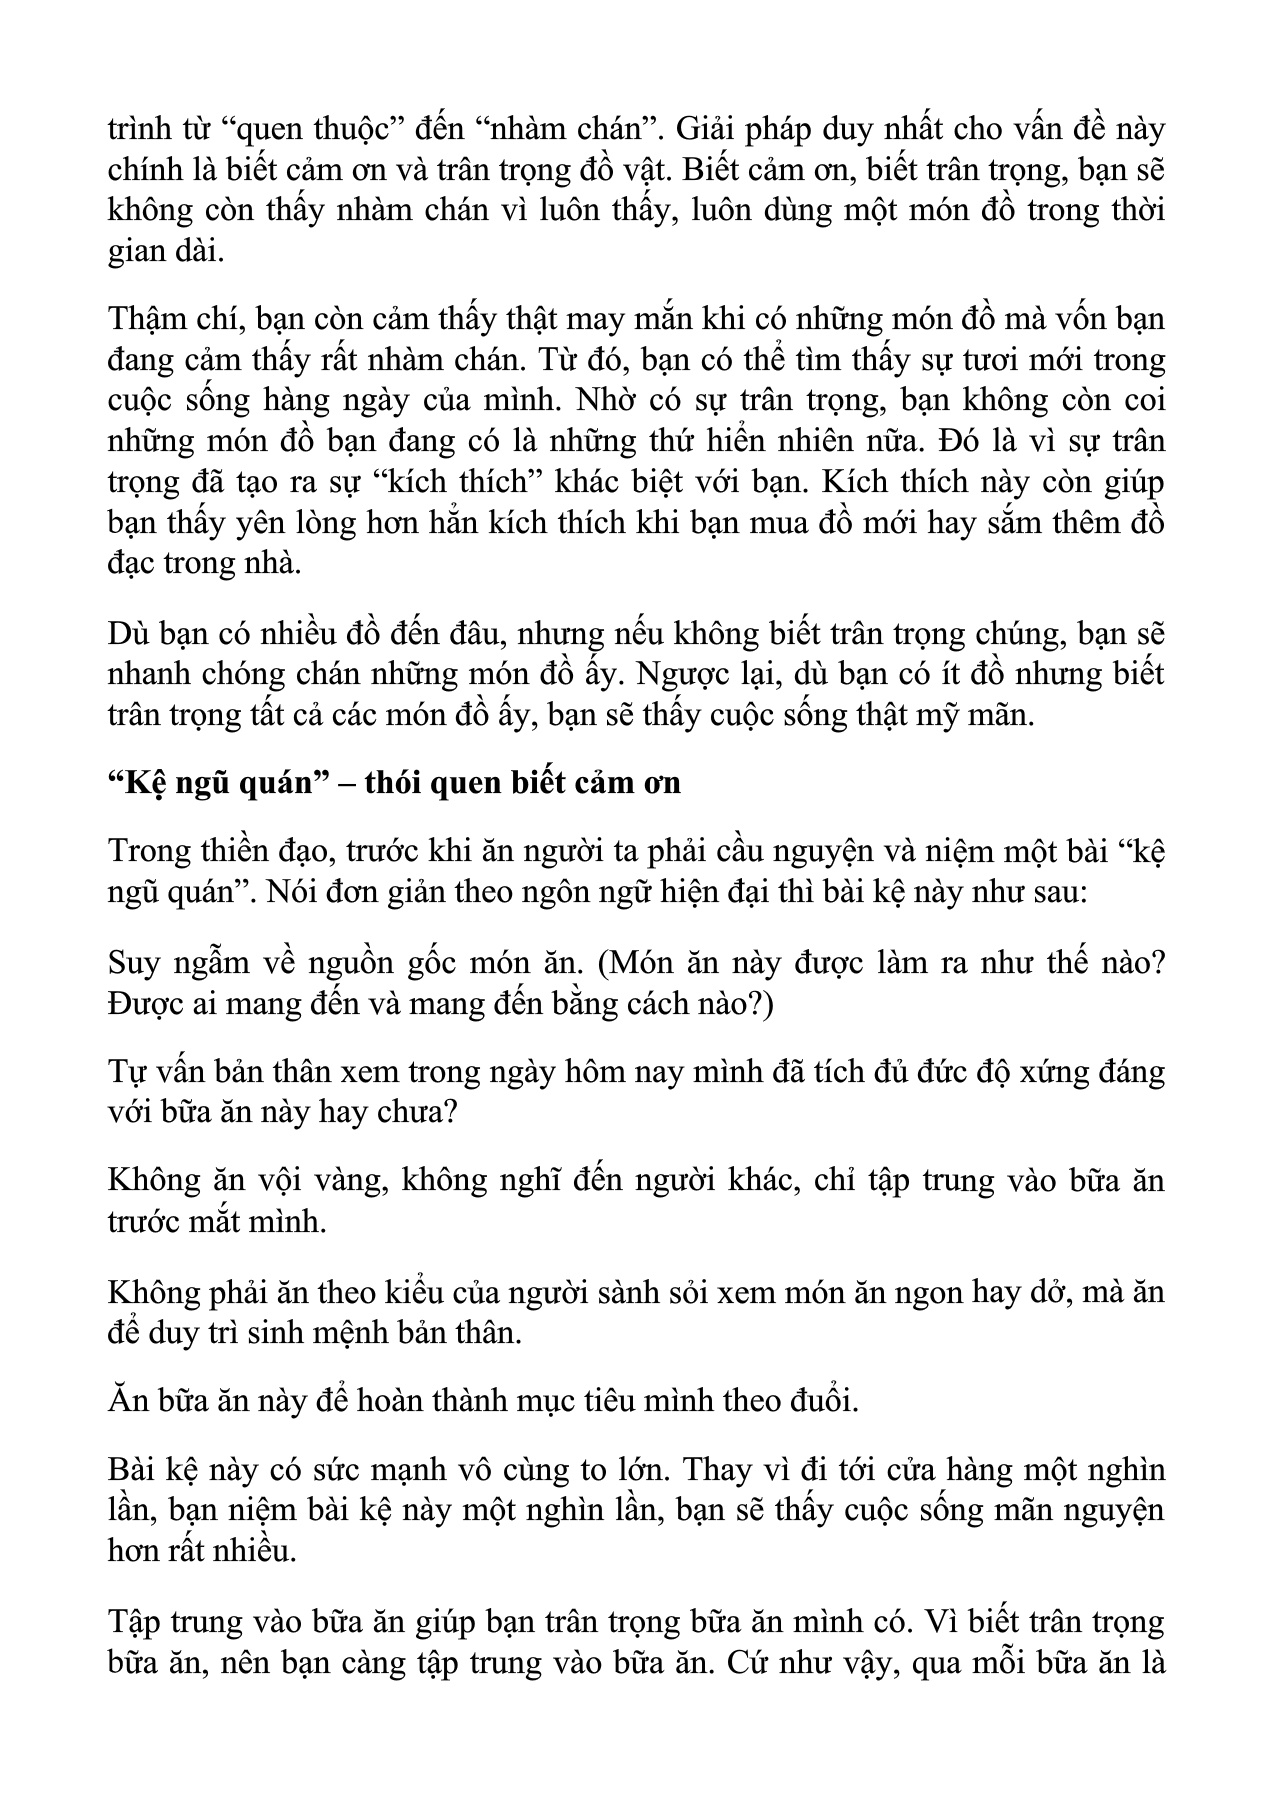 trình từ “quen thuộc” đến “nhàm chán”. Giải pháp duy nhất cho vấn đề này
chính là biết cảm ơn và trân trọng đồ vật. Biết cảm ơn, biết trân trọng, bạn sẽ
không còn thấy nhàm chán vì luôn thấy, luôn dùng một món đồ trong thời
gian dài.
Thậm chí, bạn còn cảm thấy thật may mắn khi có những món đồ mà vốn bạn
đang cảm thấy rất nhàm chán. Từ đó, bạn có thể tìm thấy sự tươi mới trong
cuộc sống hàng ngày của mình. Nhờ có sự trân trọng, bạn không còn coi
những món đồ bạn đang có là những thứ hiển nhiên nữa. Đó là vì sự trân
trọng đã tạo ra sự “kích thích” khác biệt với bạn. Kích thích này còn giúp
bạn thấy yên lòng hơn hẳn kích thích khi bạn mua đồ mới hay sắm thêm đồ
đạc trong nhà.
Dù bạn có nhiều đồ đến đâu, nhưng nếu không biết trân trọng chúng, bạn sẽ
nhanh chóng chán những món đồ ấy. Ngược lại, dù bạn có ít đồ nhưng biết
trân trọng tất cả các món đồ ấy, bạn sẽ thấy cuộc sống thật mỹ mãn.
“Kệ ngũ quán” – thói quen biết cảm ơn
Trong thiền đạo, trước khi ăn người ta phải cầu nguyện và niệm một bài “kệ
ngũ quán”. Nói đơn giản theo ngôn ngữ hiện đại thì bài kệ này như sau:
Suy ngẫm về nguồn gốc món ăn. (Món ăn này được làm ra như thế nào?
Được ai mang đến và mang đến bằng cách nào?)
Tự vấn bản thân xem trong ngày hôm nay mình đã tích đủ đức độ xứng đáng
với bữa ăn này hay chưa?
Không ăn vội vàng, không nghĩ đến người khác, chỉ tập trung vào bữa ăn
trước mắt mình.
Không phải ăn theo kiểu của người sành sỏi xem món ăn ngon hay dở, mà ăn
để duy trì sinh mệnh bản thân.
Ăn bữa ăn này để hoàn thành mục tiêu mình theo đuổi.
Bài kệ này có sức mạnh vô cùng to lớn. Thay vì đi tới cửa hàng một nghìn
lần, bạn niệm bài kệ này một nghìn lần, bạn sẽ thấy cuộc sống mãn nguyện
hơn rất nhiều.
Tập trung vào bữa ăn giúp bạn trân trọng bữa ăn mình có. Vì biết trân trọng
bữa ăn, nên bạn càng tập trung vào bữa ăn. Cứ như vậy, qua mỗi bữa ăn là